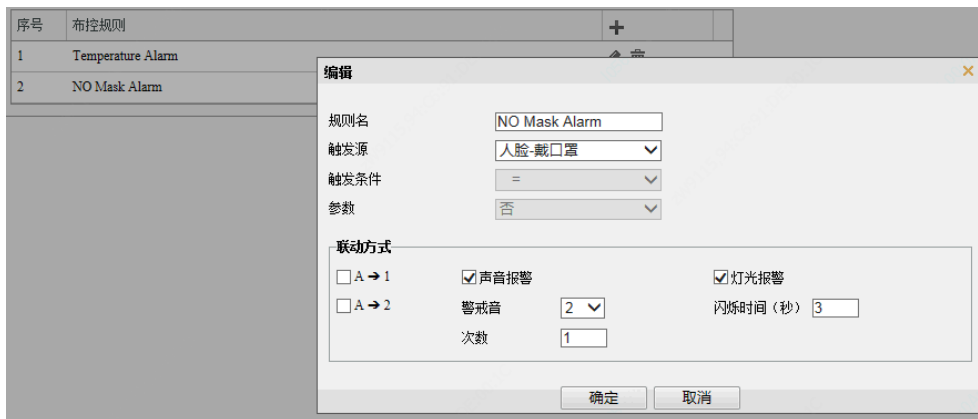 序号 布控规则
1 Temperature Alarm
2 NO Mask Alarm
编辑
规则名 NO Mask Alarm
触发源 人脸-戴口罩
触发条件 =
参数 否
联动方式
A➔1 声音报警 灯光报警
A➔2 警戒音 2 闪烁时间（秒） 3
次数 1
确定 取消